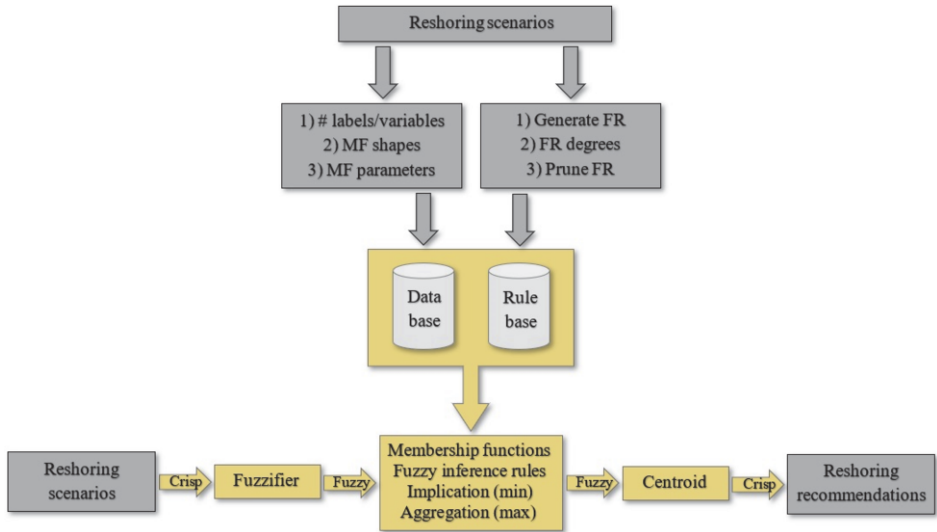 Reshoring scenarios
1) # labels/variables
2) MF shapes
3) MF parameters
1) Generate FR
2) FR degrees
3) Prune FR
Data
base
Rule
base
Reshoring
scenarios
Crisp
Fuzzifier
Fuzzy
Membership functions
Fuzzy inference rules
Implication (min)
Aggregation (max)
Fuzzy
Centroid
Crisp
Reshoring
recommendations